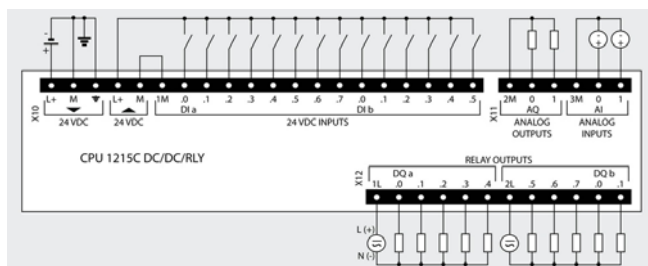 - +
L+ M L+ M 1M .0 .1 .2 .3 .4 .5 .6 .7 .0 .1 .2 .3 .4 .5
2M 0 1 3M 0 1
X10 24 VDC 24 VDC DI a 24 VDC INPUTS DI b
X11 AQ AI
ANALOG OUTPUTS ANALOG INPUTS
CPU 1215C DC/DC/RLY
RELAY OUTPUTS
X12 DQ a DQ b
1L .0 .1 .2 .3 .4 2L .5 .6 .7 .0 .1
L (+)
N (-)